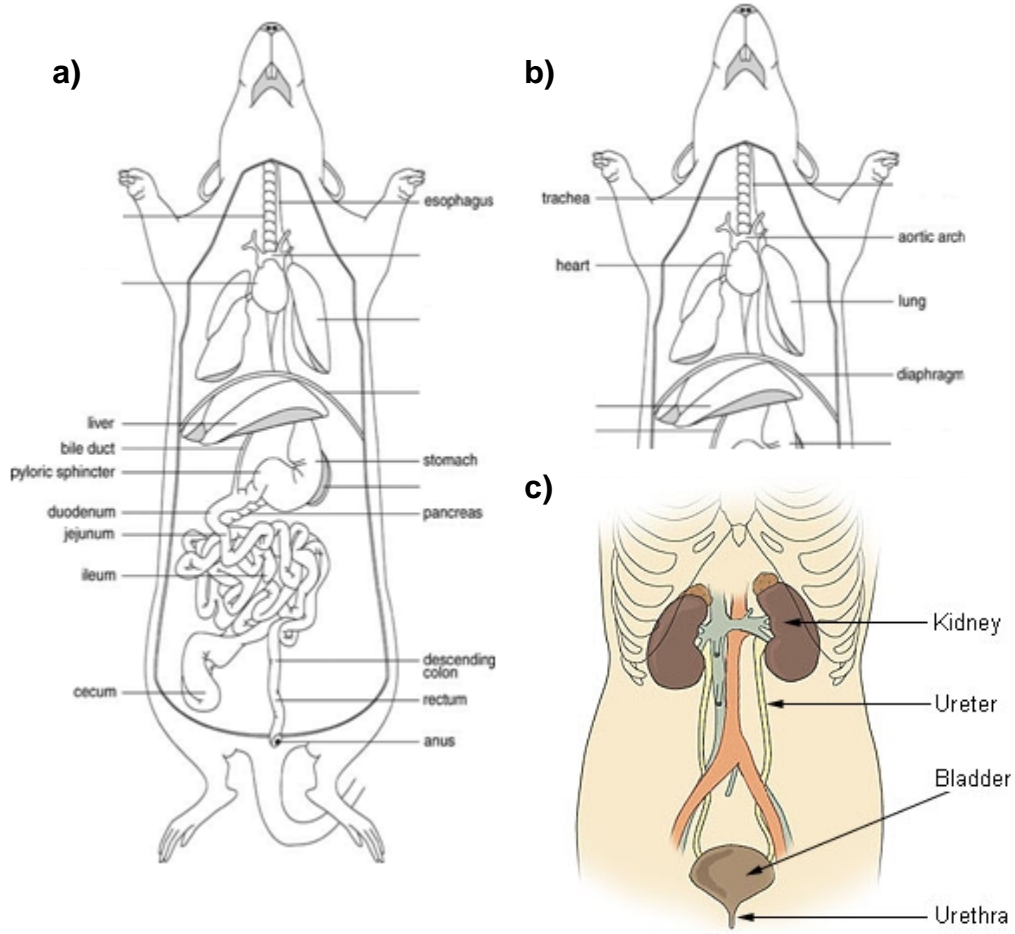 a)
esophagus
liver
bile duct
pyloric sphincter
stomach
duodenum
pancreas
jejunum
ileum
descending
colon
cecum
rectum
anus
b)
trachea
aortic arch
heart
lung
diaphragm
c)
Kidney
Ureter
Bladder
Urethra